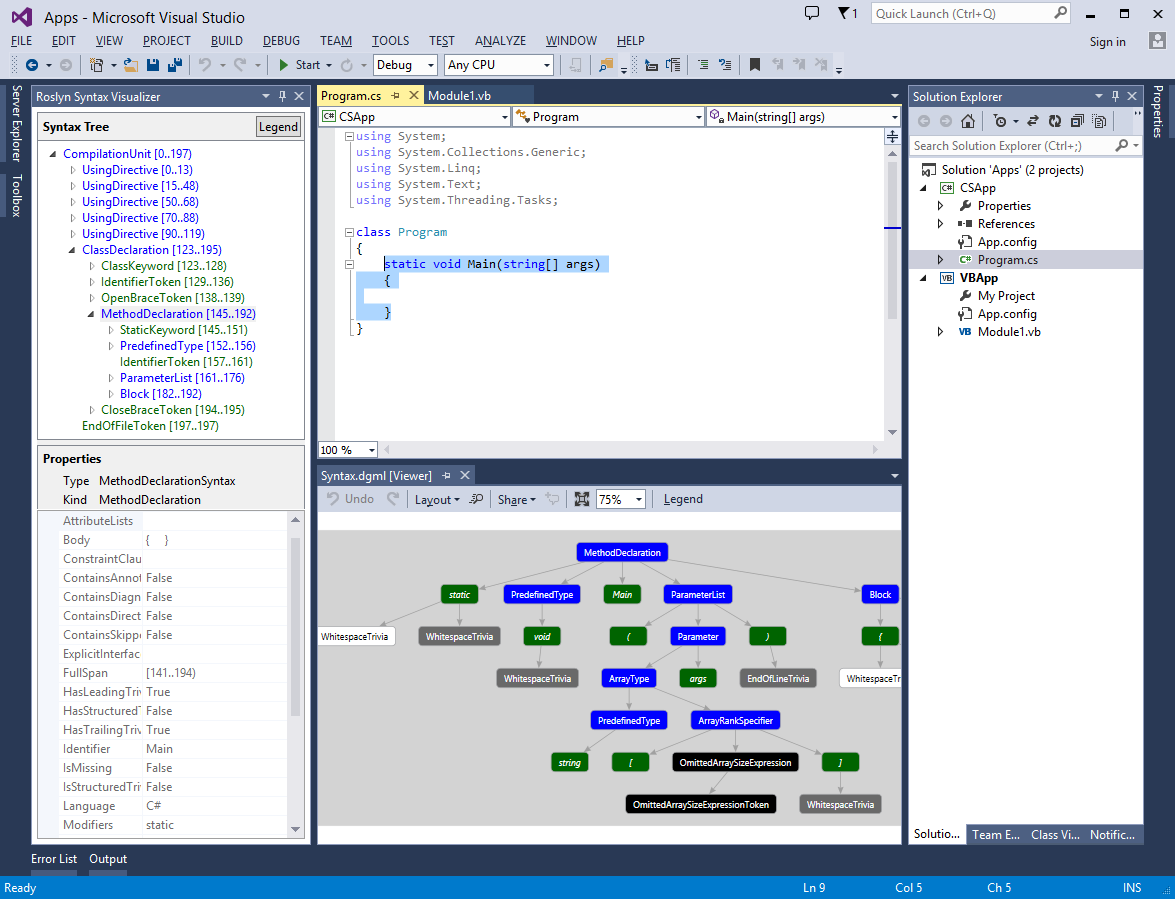 Apps - Microsoft Visual Studio
1
Quick Launch (Ctrl+Q)
FILE EDIT VIEW PROJECT BUILD DEBUG TEAM TOOLS TEST ANALYZE WINDOW HELP
Sign in
Start Debug Any CPU
Server Explorer
Toolbox
Roslyn Syntax Visualizer
Syntax Tree
Legend
CompilationUnit [0..197)
UsingDirective [0..13)
UsingDirective [15..48)
UsingDirective [50..68)
UsingDirective [70..88)
UsingDirective [90..119)
ClassDeclaration [123..195)
ClassKeyword [123..128)
IdentifierToken [129..136)
OpenBraceToken [138..139)
MethodDeclaration [145..192)
StaticKeyword [145..151)
PredefinedType [152..156)
IdentifierToken [157..161)
ParameterList [161..176)
Block [182..192)
CloseBraceToken [194..195)
EndOfFileToken [197..197)
Properties
Type MethodDeclarationSyntax
Kind MethodDeclaration
AttributeLists
Body { }
ConstraintClau
ContainsAnnot False
ContainsDiagn False
ContainsDirect False
ContainsSkippe False
ExplicitInterfac
FullSpan [141..194)
HasLeadingTriv True
HasStructuredT False
HasTrailingTriv True
Identifier Main
IsMissing False
IsStructuredTri False
Language C#
Modifiers static
Program.cs Module1.vb
C# CSApp Program Main(string[] args)
using System;
using System.Collections.Generic;
using System.Linq;
using System.Text;
using System.Threading.Tasks;
class Program
{
static void Main(string[] args)
{
}
}
100 %
Syntax.dgml [Viewer]
Undo Layout Share 75% Legend
MethodDeclaration
static PredefinedType Main ParameterList Block
WhitespaceTrivia WhitespaceTrivia void ( Parameter ) {
WhitespaceTrivia ArrayType args EndOfLineTrivia WhitespaceTr
PredefinedType ArrayRankSpecifier
string [ OmittedArraySizeExpression ]
OmittedArraySizeExpressionToken WhitespaceTrivia
Solution Explorer
Search Solution Explorer (Ctrl+;)
Solution 'Apps' (2 projects)
C# CSApp
Properties
References
App.config
C# Program.cs
VB VBApp
My Project
App.config
VB Module1.vb
Solutio... Team E... Class Vi... Notific...
Properties
Error List Output
Ready Ln 9 Col 5 Ch 5 INS